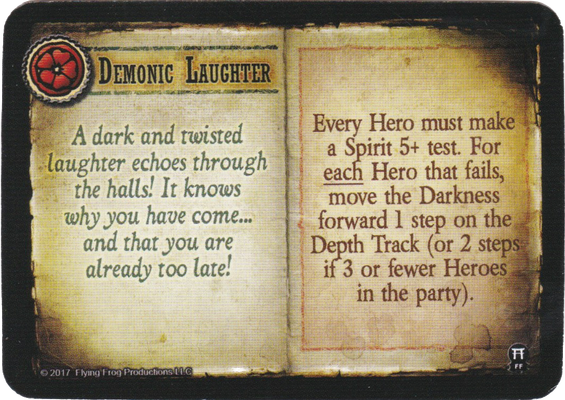 DEMONIC LAUGHTER
A dark and twisted
laughter echoes through
the halls! It knows
why you have come...
and that you are
already too late!
Every Hero must make
a Spirit 5+ test. For
each Hero that fails,
move the Darkness
forward 1 step on the
Depth Track (or 2 steps
if 3 or fewer Heroes
in the party).
© 2017 Flying Frog Productions LLC
FF